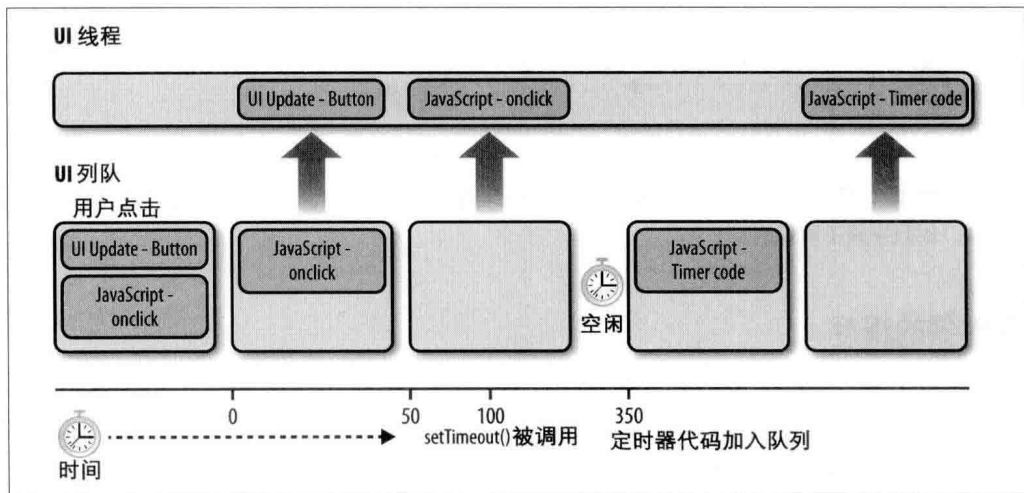 UI 线程
UI Update - Button
JavaScript - onclick
JavaScript - Timer code
UI 列队
用户点击
UI Update - Button
JavaScript -
onclick
JavaScript -
onclick
空闲
JavaScript -
Timer code
0
50
100
350
setTimeout()被调用
定时器代码加入队列
时间